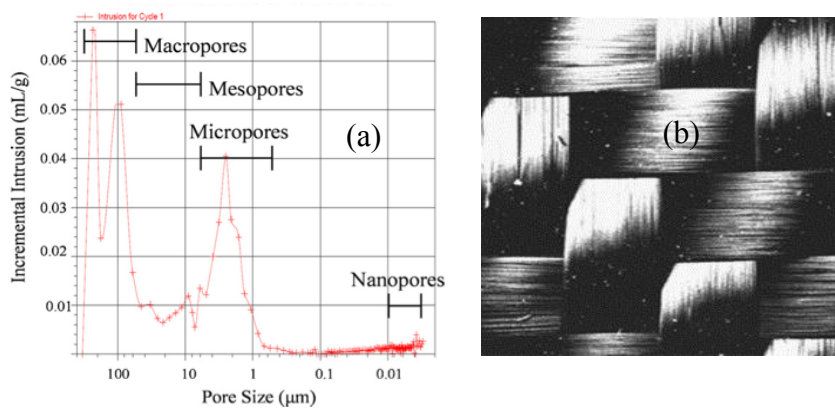 Intrusion for Cycle 1
Incremental Intrusion (mL/g)
0.06
0.05
0.04
0.03
0.02
0.01
Macropores
Mesopores
Micropores
Nanopores
(a)
100
10
1
0.1
0.01
Pore Size (µm)
(b)